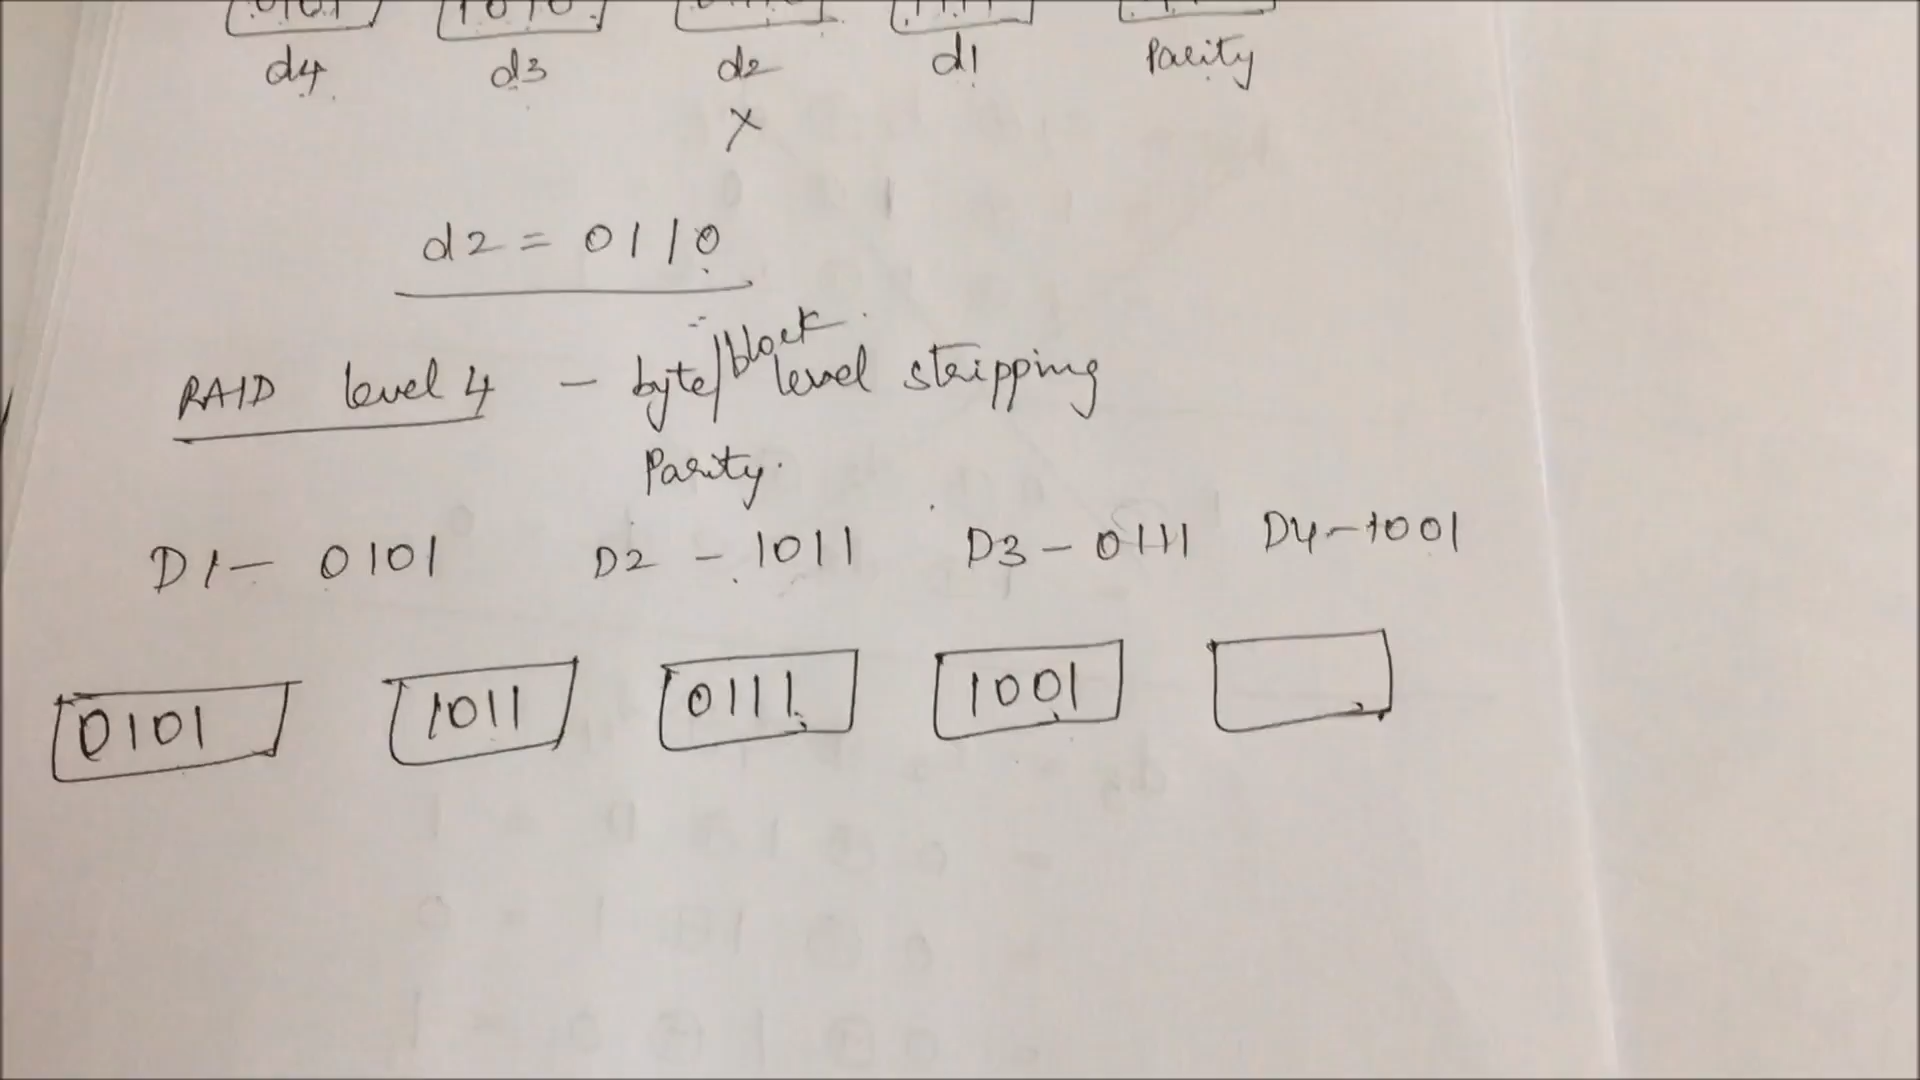 d4 d3 d2 d1 Parity
X
d2 = 0110
RAID level 4 - byte/block level stripping
Parity.
D1 - 0101 D2 - 1011 D3 - 0111 D4 - 1001
0101 1011 0111 1001